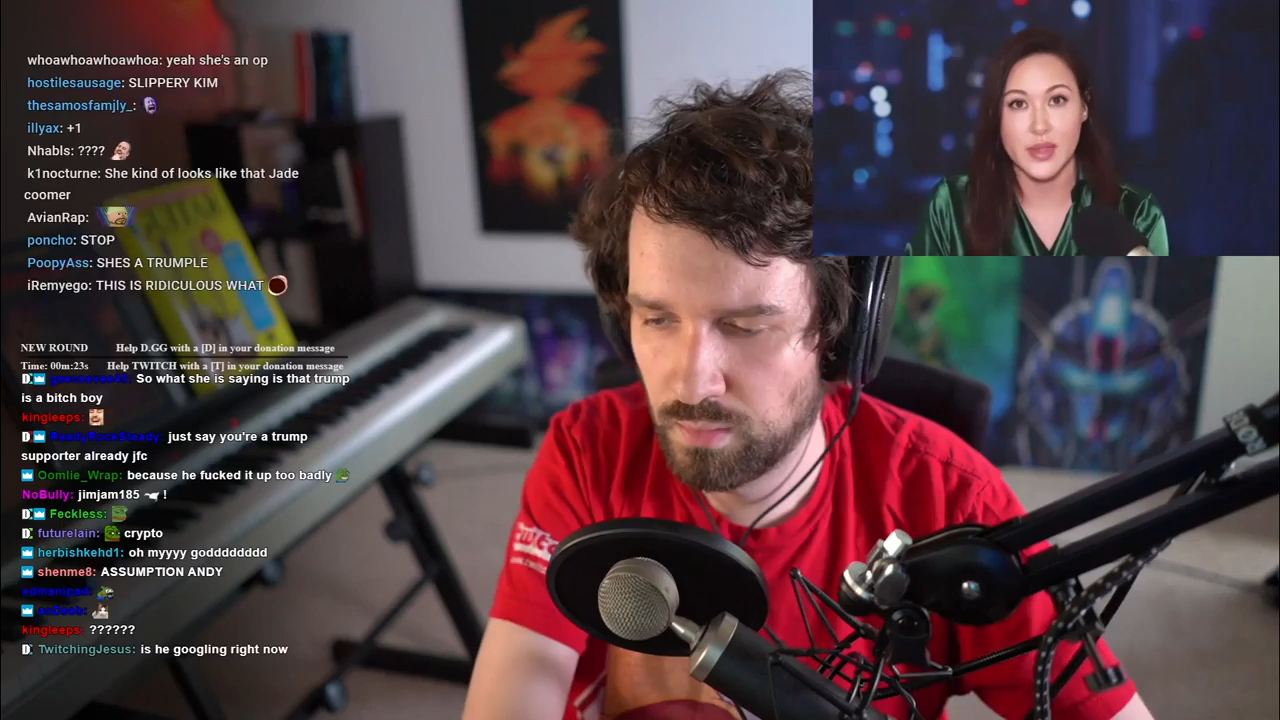 whoawhoawhoawhoa: yeah she's an op
hostilesausage: SLIPPERY KIM
thesamosfamjly_:
illyax: +1
Nhabls: ????
k1nocturne: She kind of looks like that Jade
coomer
AvianRap:
poncho: STOP
PoopyAss: SHES A TRUMPLE
iRemyego: THIS IS RIDICULOUS WHAT
NEW ROUND Help D.GG with a [D] in your donation message
Time: 00m:23s Help TWITCH with a [T] in your donation message
So what she is saying is that trump
is a bitch boy
kingleeps:
ReadyRockSteady: just say you're a trump
supporter already jfc
Oomlie_Wrap: because he fucked it up too badly
NoBully: jimjam185 !
Feckless:
futurelain: crypto
herbishkehd1: oh myyyy godddddddd
shenme8: ASSUMPTION ANDY
kingleeps: ??????
TwitchingJesus: is he googling right now
RODE